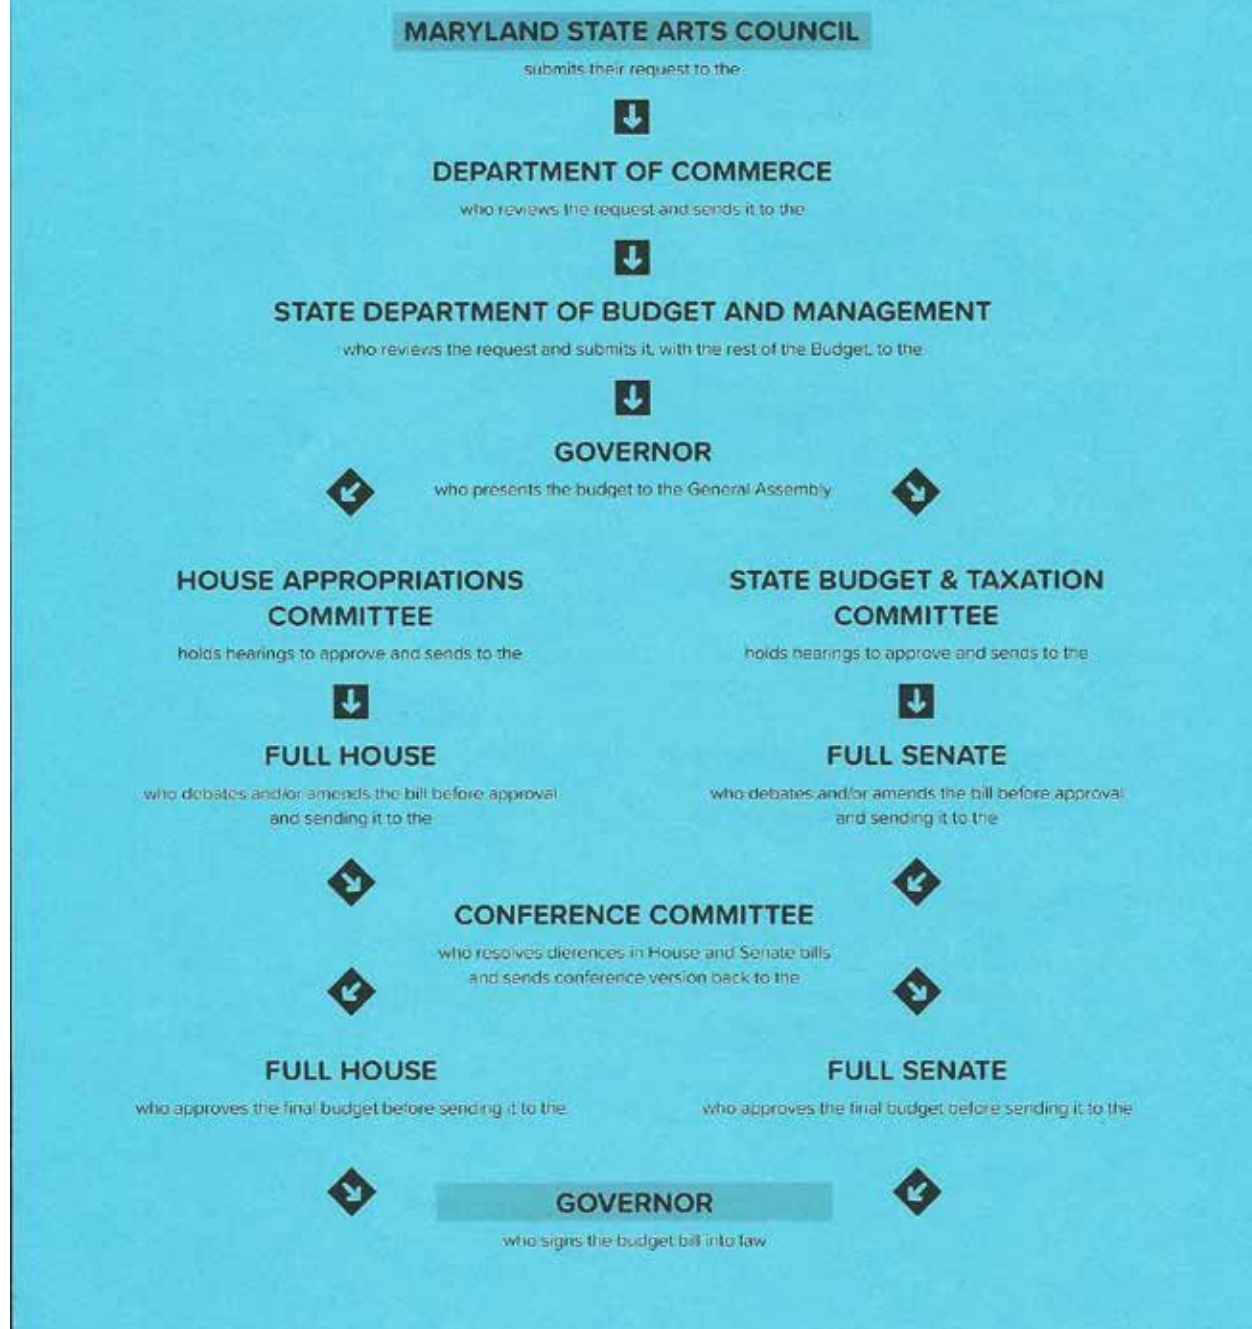 MARYLAND STATE ARTS COUNCIL
submits their request to the
DEPARTMENT OF COMMERCE
who reviews the request and sends it to the
STATE DEPARTMENT OF BUDGET AND MANAGEMENT
who reviews the request and submits it, with the rest of the Budget, to the
GOVERNOR
who presents the budget to the General Assembly
HOUSE APPROPRIATIONS
COMMITTEE
holds hearings to approve and sends to the
STATE BUDGET & TAXATION
COMMITTEE
holds hearings to approve and sends to the
FULL HOUSE
who debates and/or amends the bill before approval
and sending it to the
FULL SENATE
who debates and/or amends the bill before approval
and sending it to the
CONFERENCE COMMITTEE
who resolves dierences in House and Senate bills
and sends conference version back to the
FULL HOUSE
who approves the final budget before sending it to the
FULL SENATE
who approves the final budget before sending it to the
GOVERNOR
who signs the budget bill into law